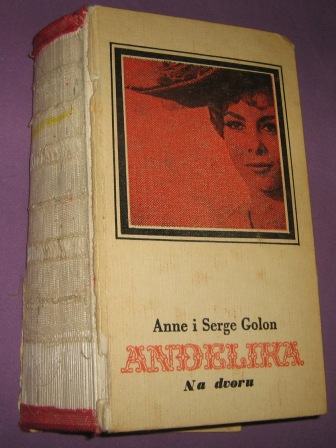 Anne i Serge Golon
ANĐELIKA
Na dvoru